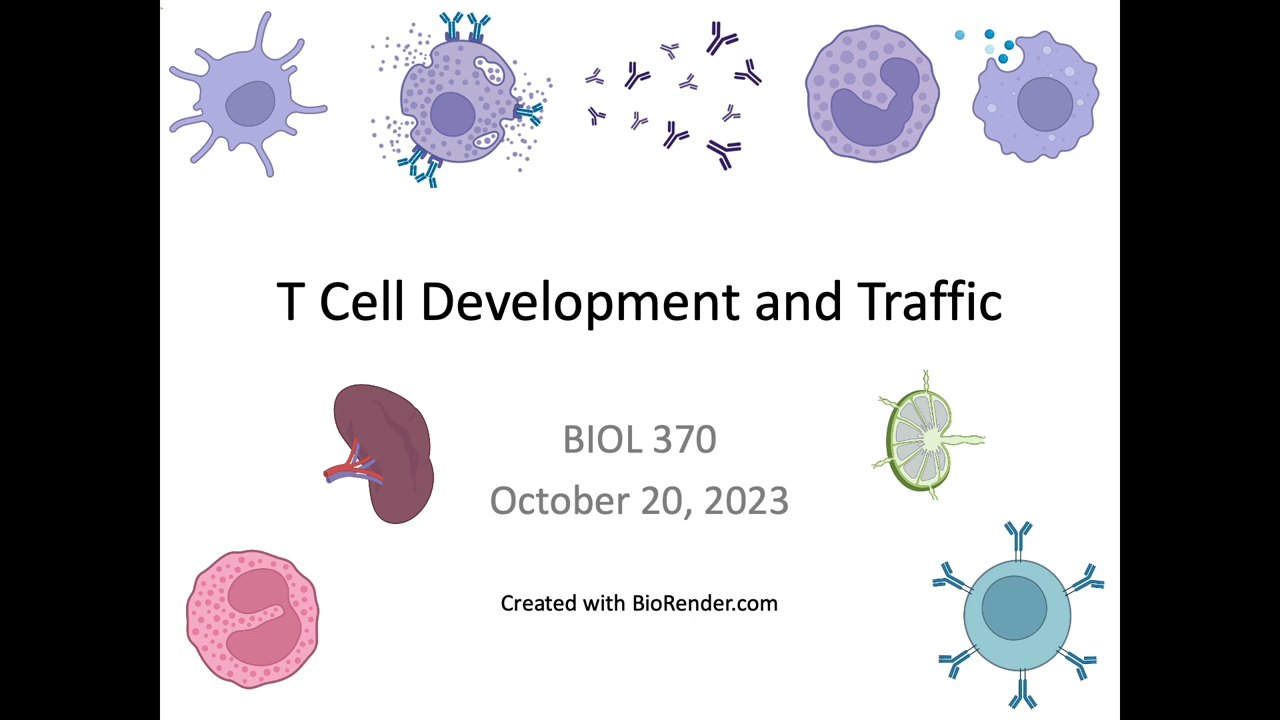 T Cell Development and Traffic
BIOL 370
October 20, 2023
Created with BioRender.com